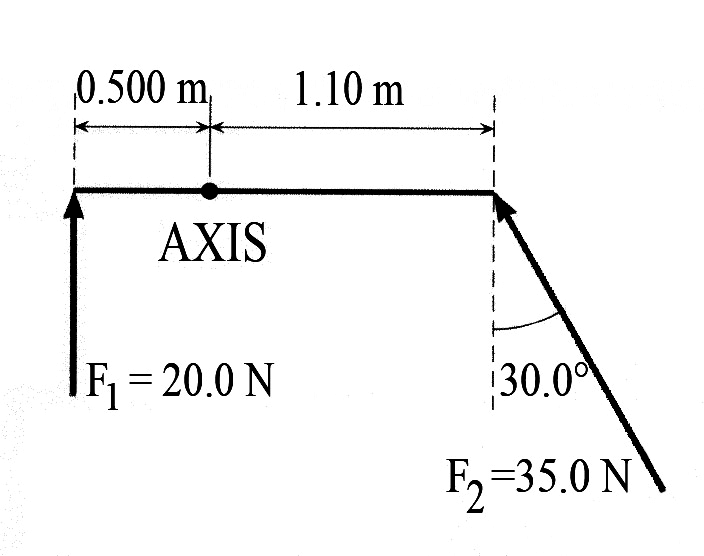 0.500 m 1.10 m
AXIS
F₁ = 20.0 N 30.0°
F₂ =35.0 N